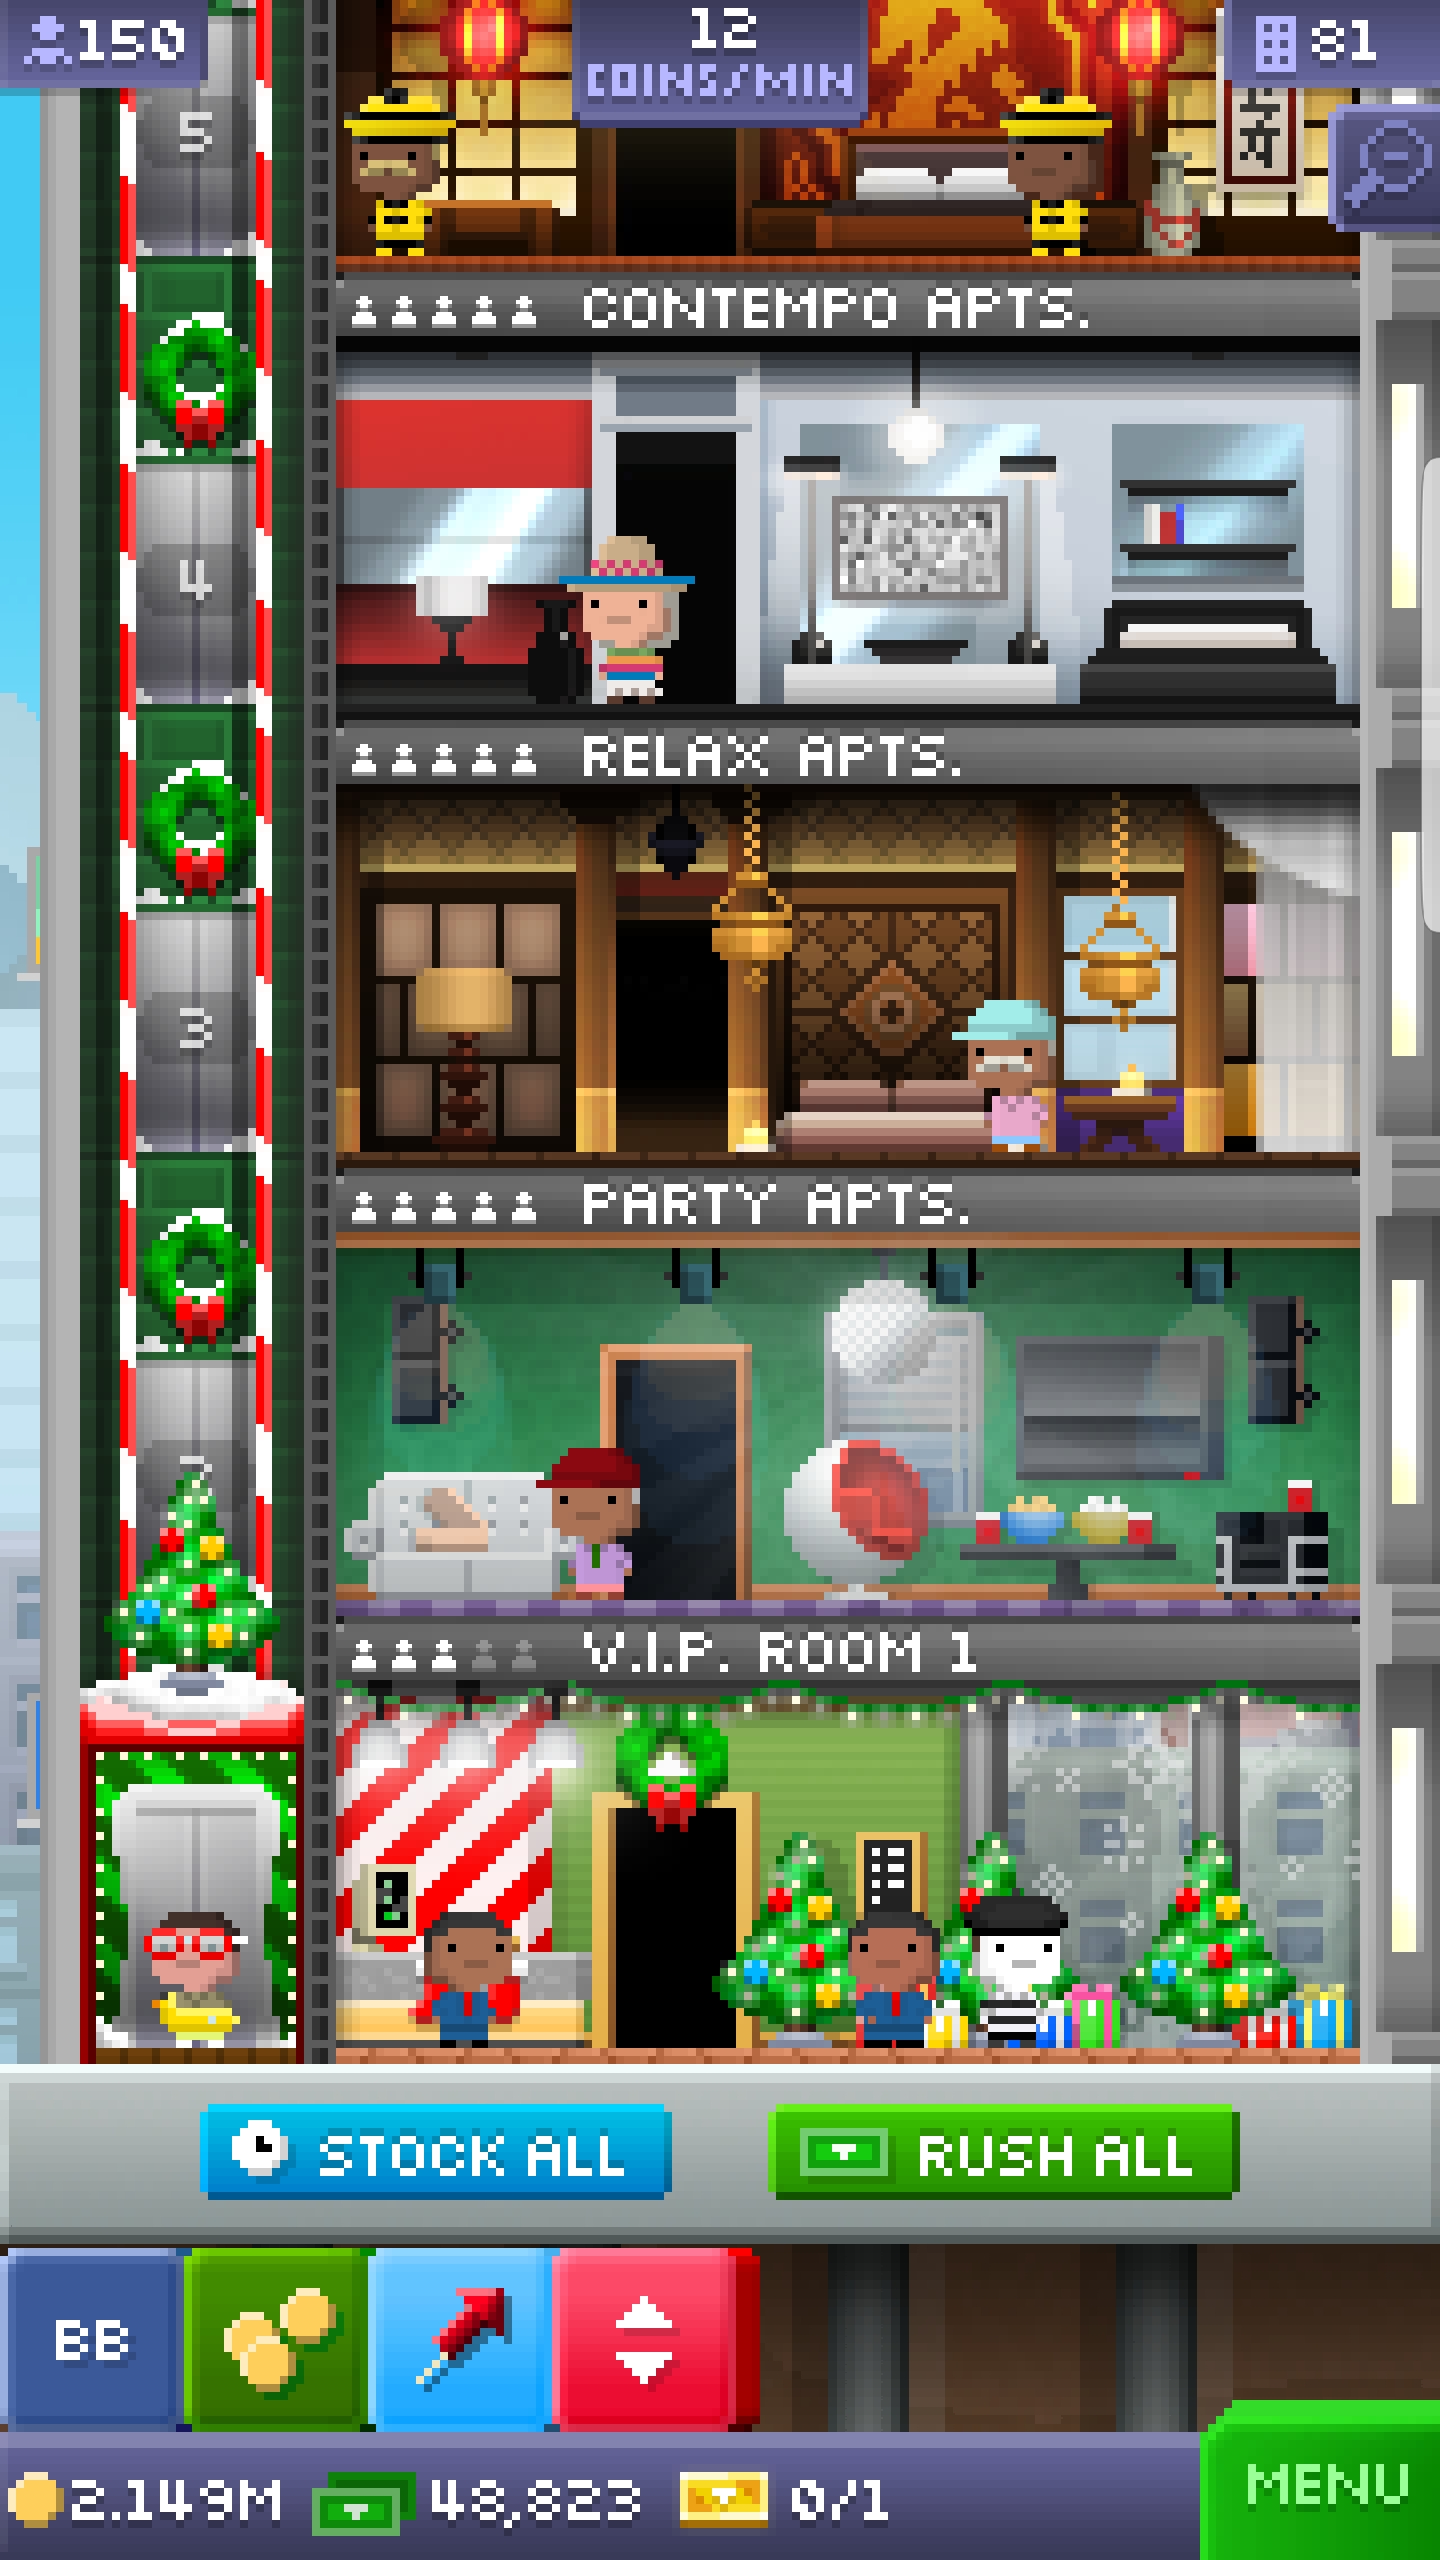 150
12
COINS/MIN
81
5
CONTEMPO APTS.
4
RELAX APTS.
3
PARTY APTS.
V.I.P. ROOM 1
STOCK ALL
RUSH ALL
BB
2.149M
48,823
0/1
MENU